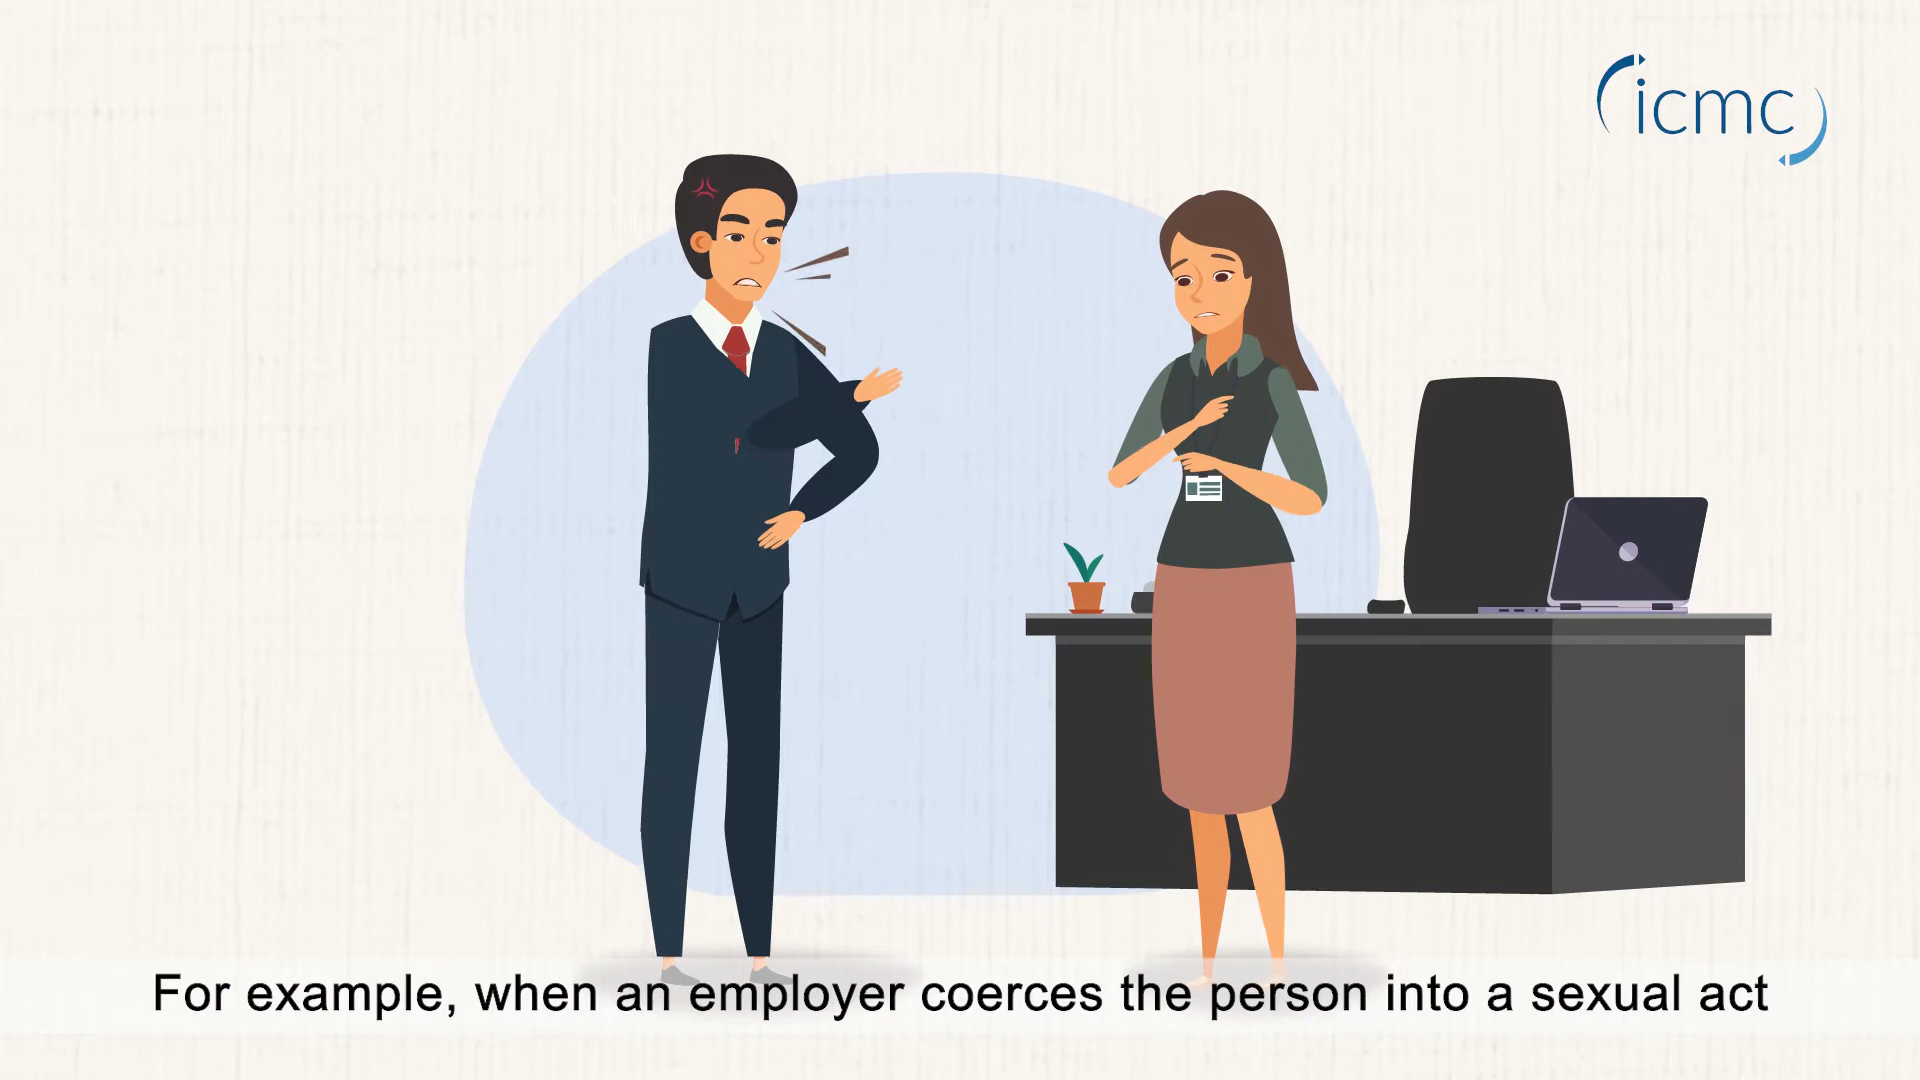 icmc
For example, when an employer coerces the person into a sexual act